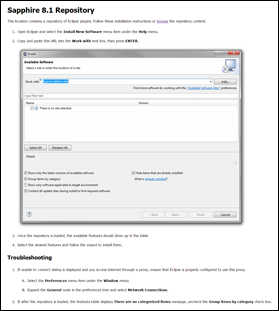 Sapphire 8.1 Repository
This location contains a repository of Eclipse plugins. Follow these installation instructions or browse the repository content.
1. Open Eclipse and select the Install New Software menu item under the Help menu.
2. Copy and paste this URL into the Work with text box, then press ENTER.
Install
Available Software
Select a site or enter the location of a site.
Work with:
Add...
Find more software by working with the "Available Software Sites" preferences.
type filter text
Name
Version
There is no site selected.
Select All
Deselect All
Details
Show only the latest versions of available software
Hide items that are already installed
Group items by category
What is already installed?
Show only software applicable to target environment
Contact all update sites during install to find required software
< Back
Next >
Finish
Cancel
3. Once the repository is loaded, the available features should show up in the table.
4. Select the desired features and follow the wizard to install them.
Troubleshooting
1. If unable to connect dialog is displayed and you access Internet through a proxy, ensure that Eclipse is properly configured to use this proxy.
A. Select the Preferences menu item under the Window menu.
B. Expand the General node in the preferences tree and select Network Connections.
2. If after the repository is loaded, the features table displays There are no categorized items message, uncheck the Group items by category check box.